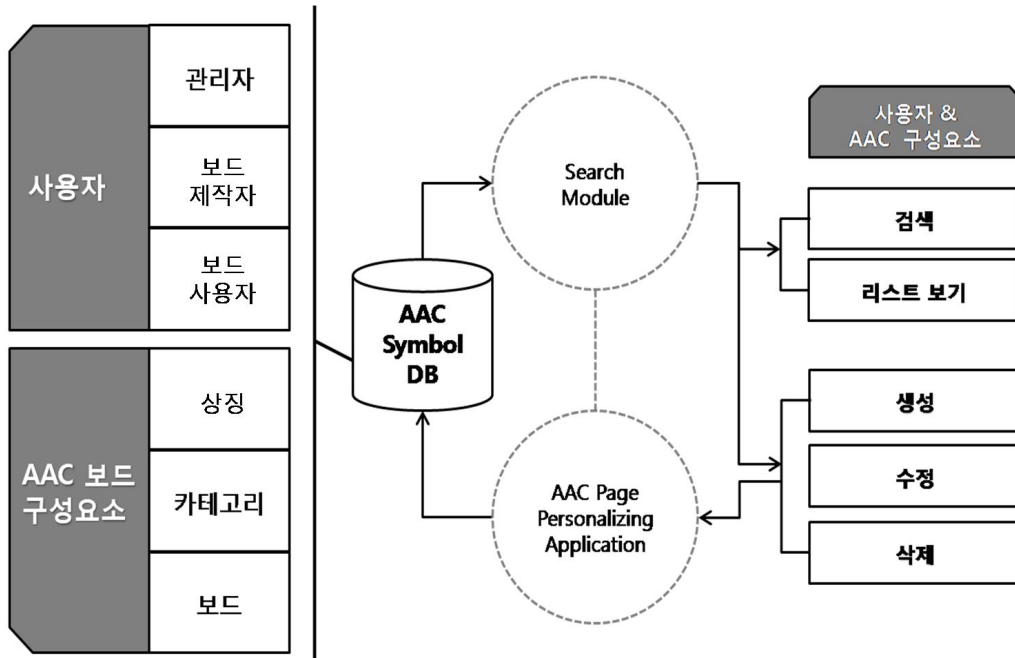 사용자
관리자
보드
제작자
보드
사용자
AAC 보드
구성요소
상징
카테고리
보드
AAC
Symbol
DB
Search
Module
AAC Page
Personalizing
Application
사용자 &
AAC 구성요소
검색
리스트 보기
생성
수정
삭제